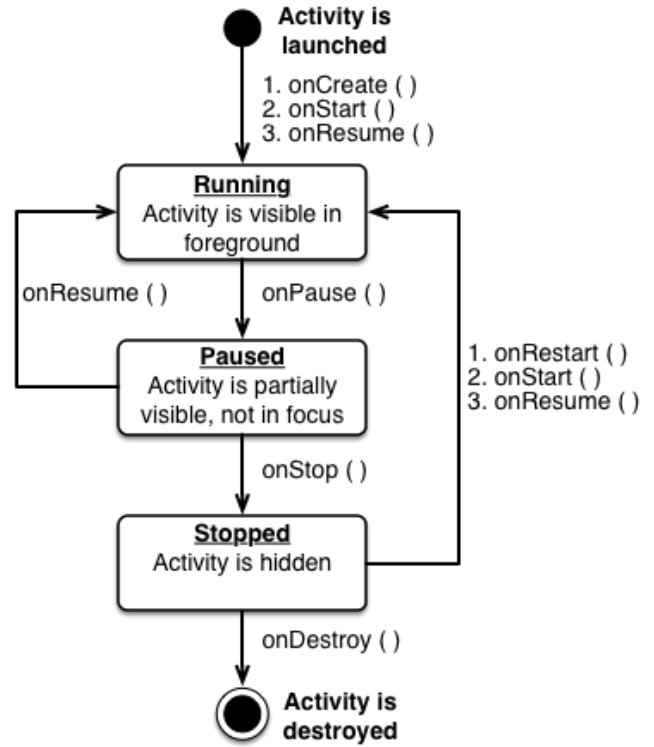 Activity is
launched
1. onCreate ( )
2. onStart ( )
3. onResume ( )
Running
Activity is visible in
foreground
onResume ( )
onPause ( )
Paused
Activity is partially
visible, not in focus
1. onRestart ( )
2. onStart ( )
3. onResume ( )
onStop ( )
Stopped
Activity is hidden
onDestroy ( )
Activity is
destroyed